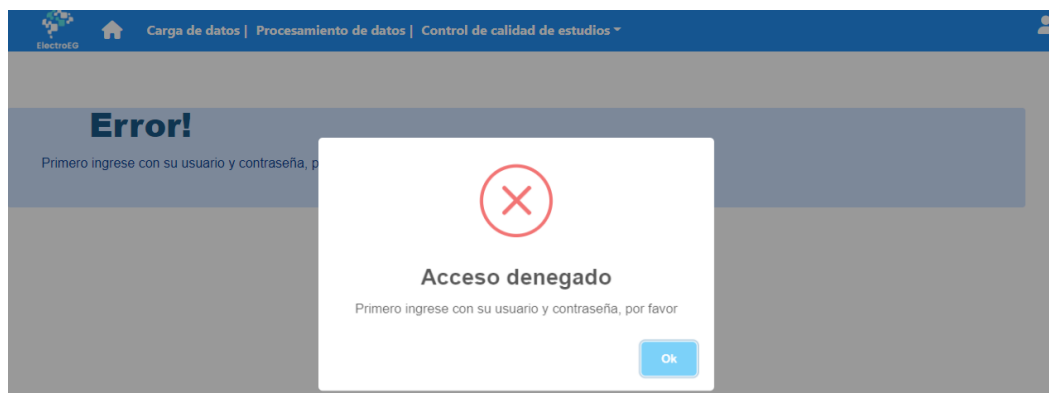 ElectroEG
Carga de datos | Procesamiento de datos | Control de calidad de estudios
Error!
Primero ingrese con su usuario y contraseña, p
Acceso denegado
Primero ingrese con su usuario y contraseña, por favor
Ok